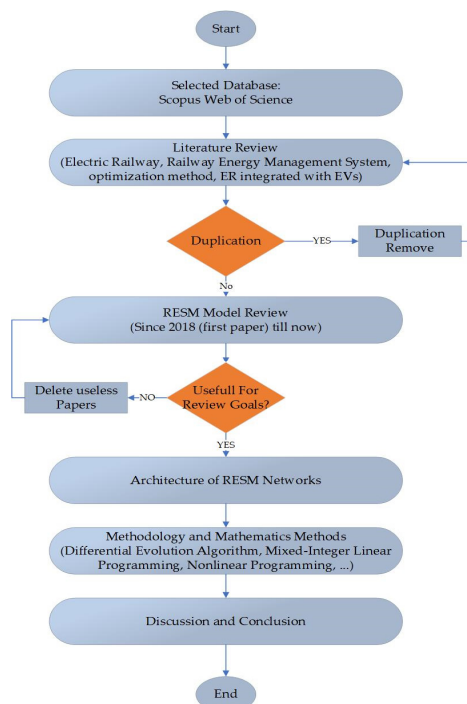 Start
Selected Database:
Scopus Web of Science
Literature Review
(Electric Railway, Railway Energy Management System,
optimization method, ER integrated with EVs)
Duplication
YES
Duplication
Remove
No
RESM Model Review
(Since 2018 (first paper) till now)
Delete useless
Papers
NO
Usefull For
Review Goals?
YES
Architecture of RESM Networks
Methodology and Mathematics Methods
(Differential Evolution Algorithm, Mixed-Integer Linear
Programming, Nonlinear Programming, ...)
Discussion and Conclusion
End